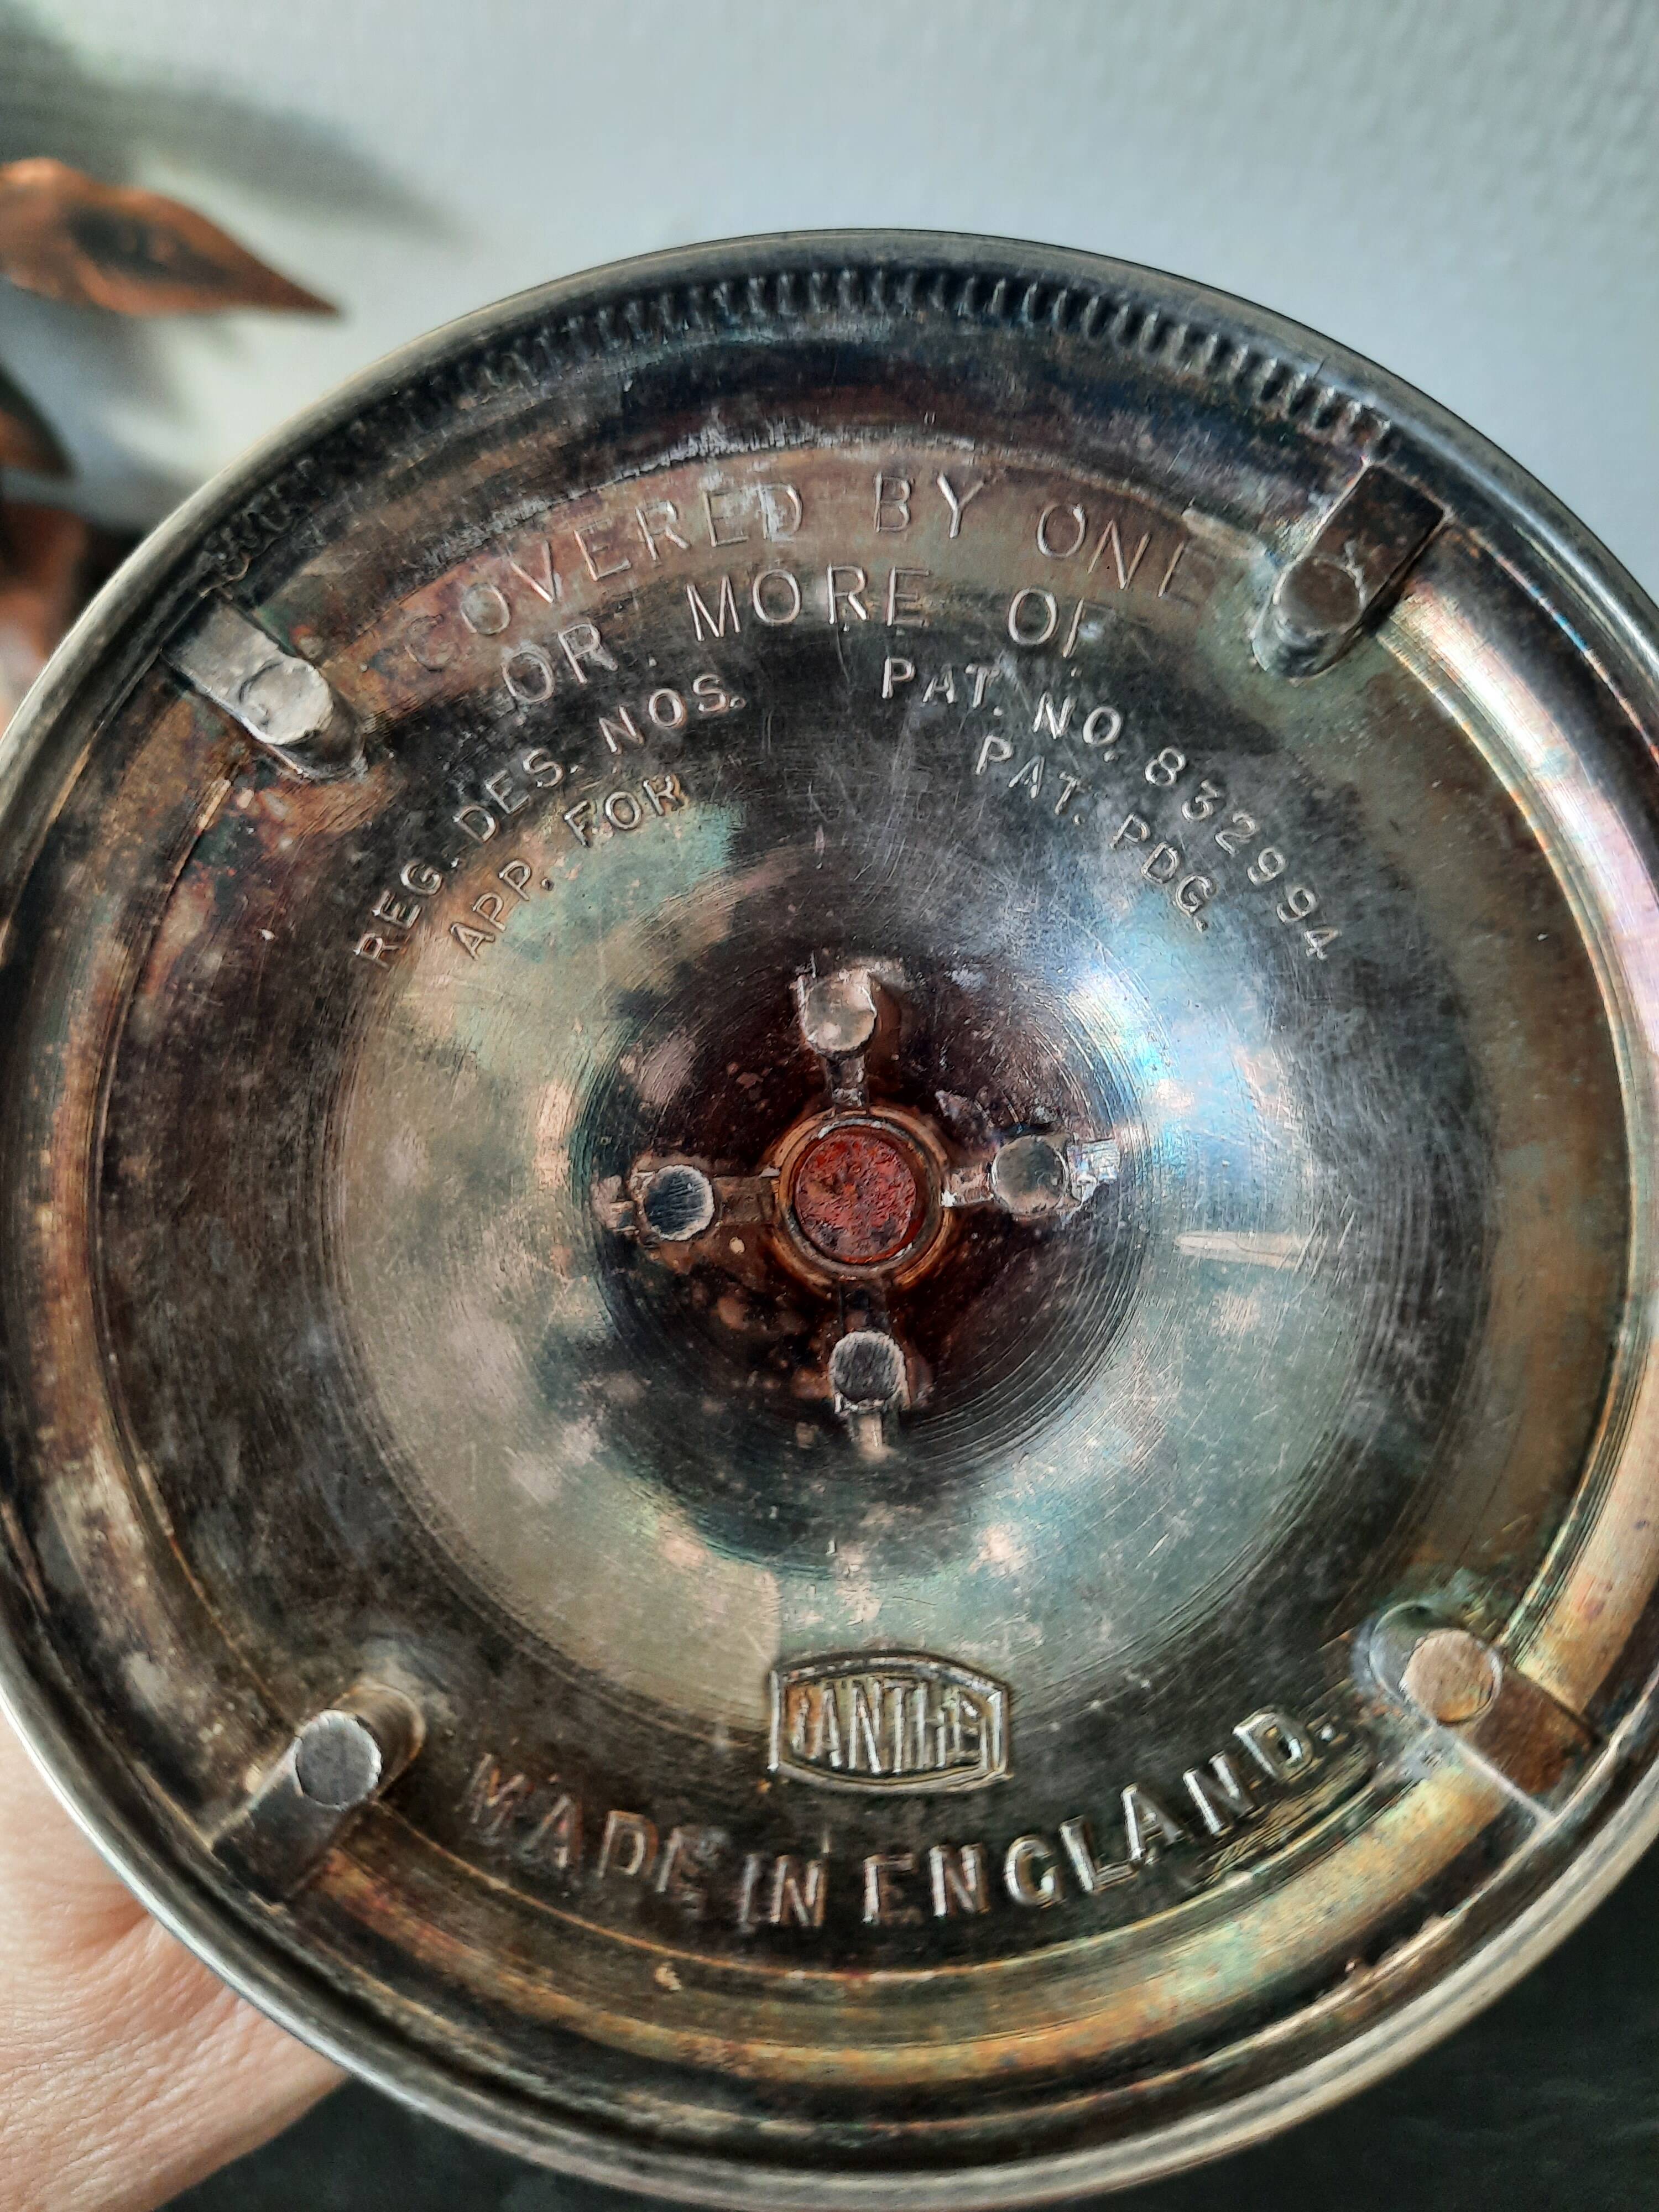 COVERED BY ONE
OR MORE OF
REG. DES. NOS.
APP. FOR
PAT. NO. 832994
PAT. PDG.
IANTHE
MADE IN ENGLAND.